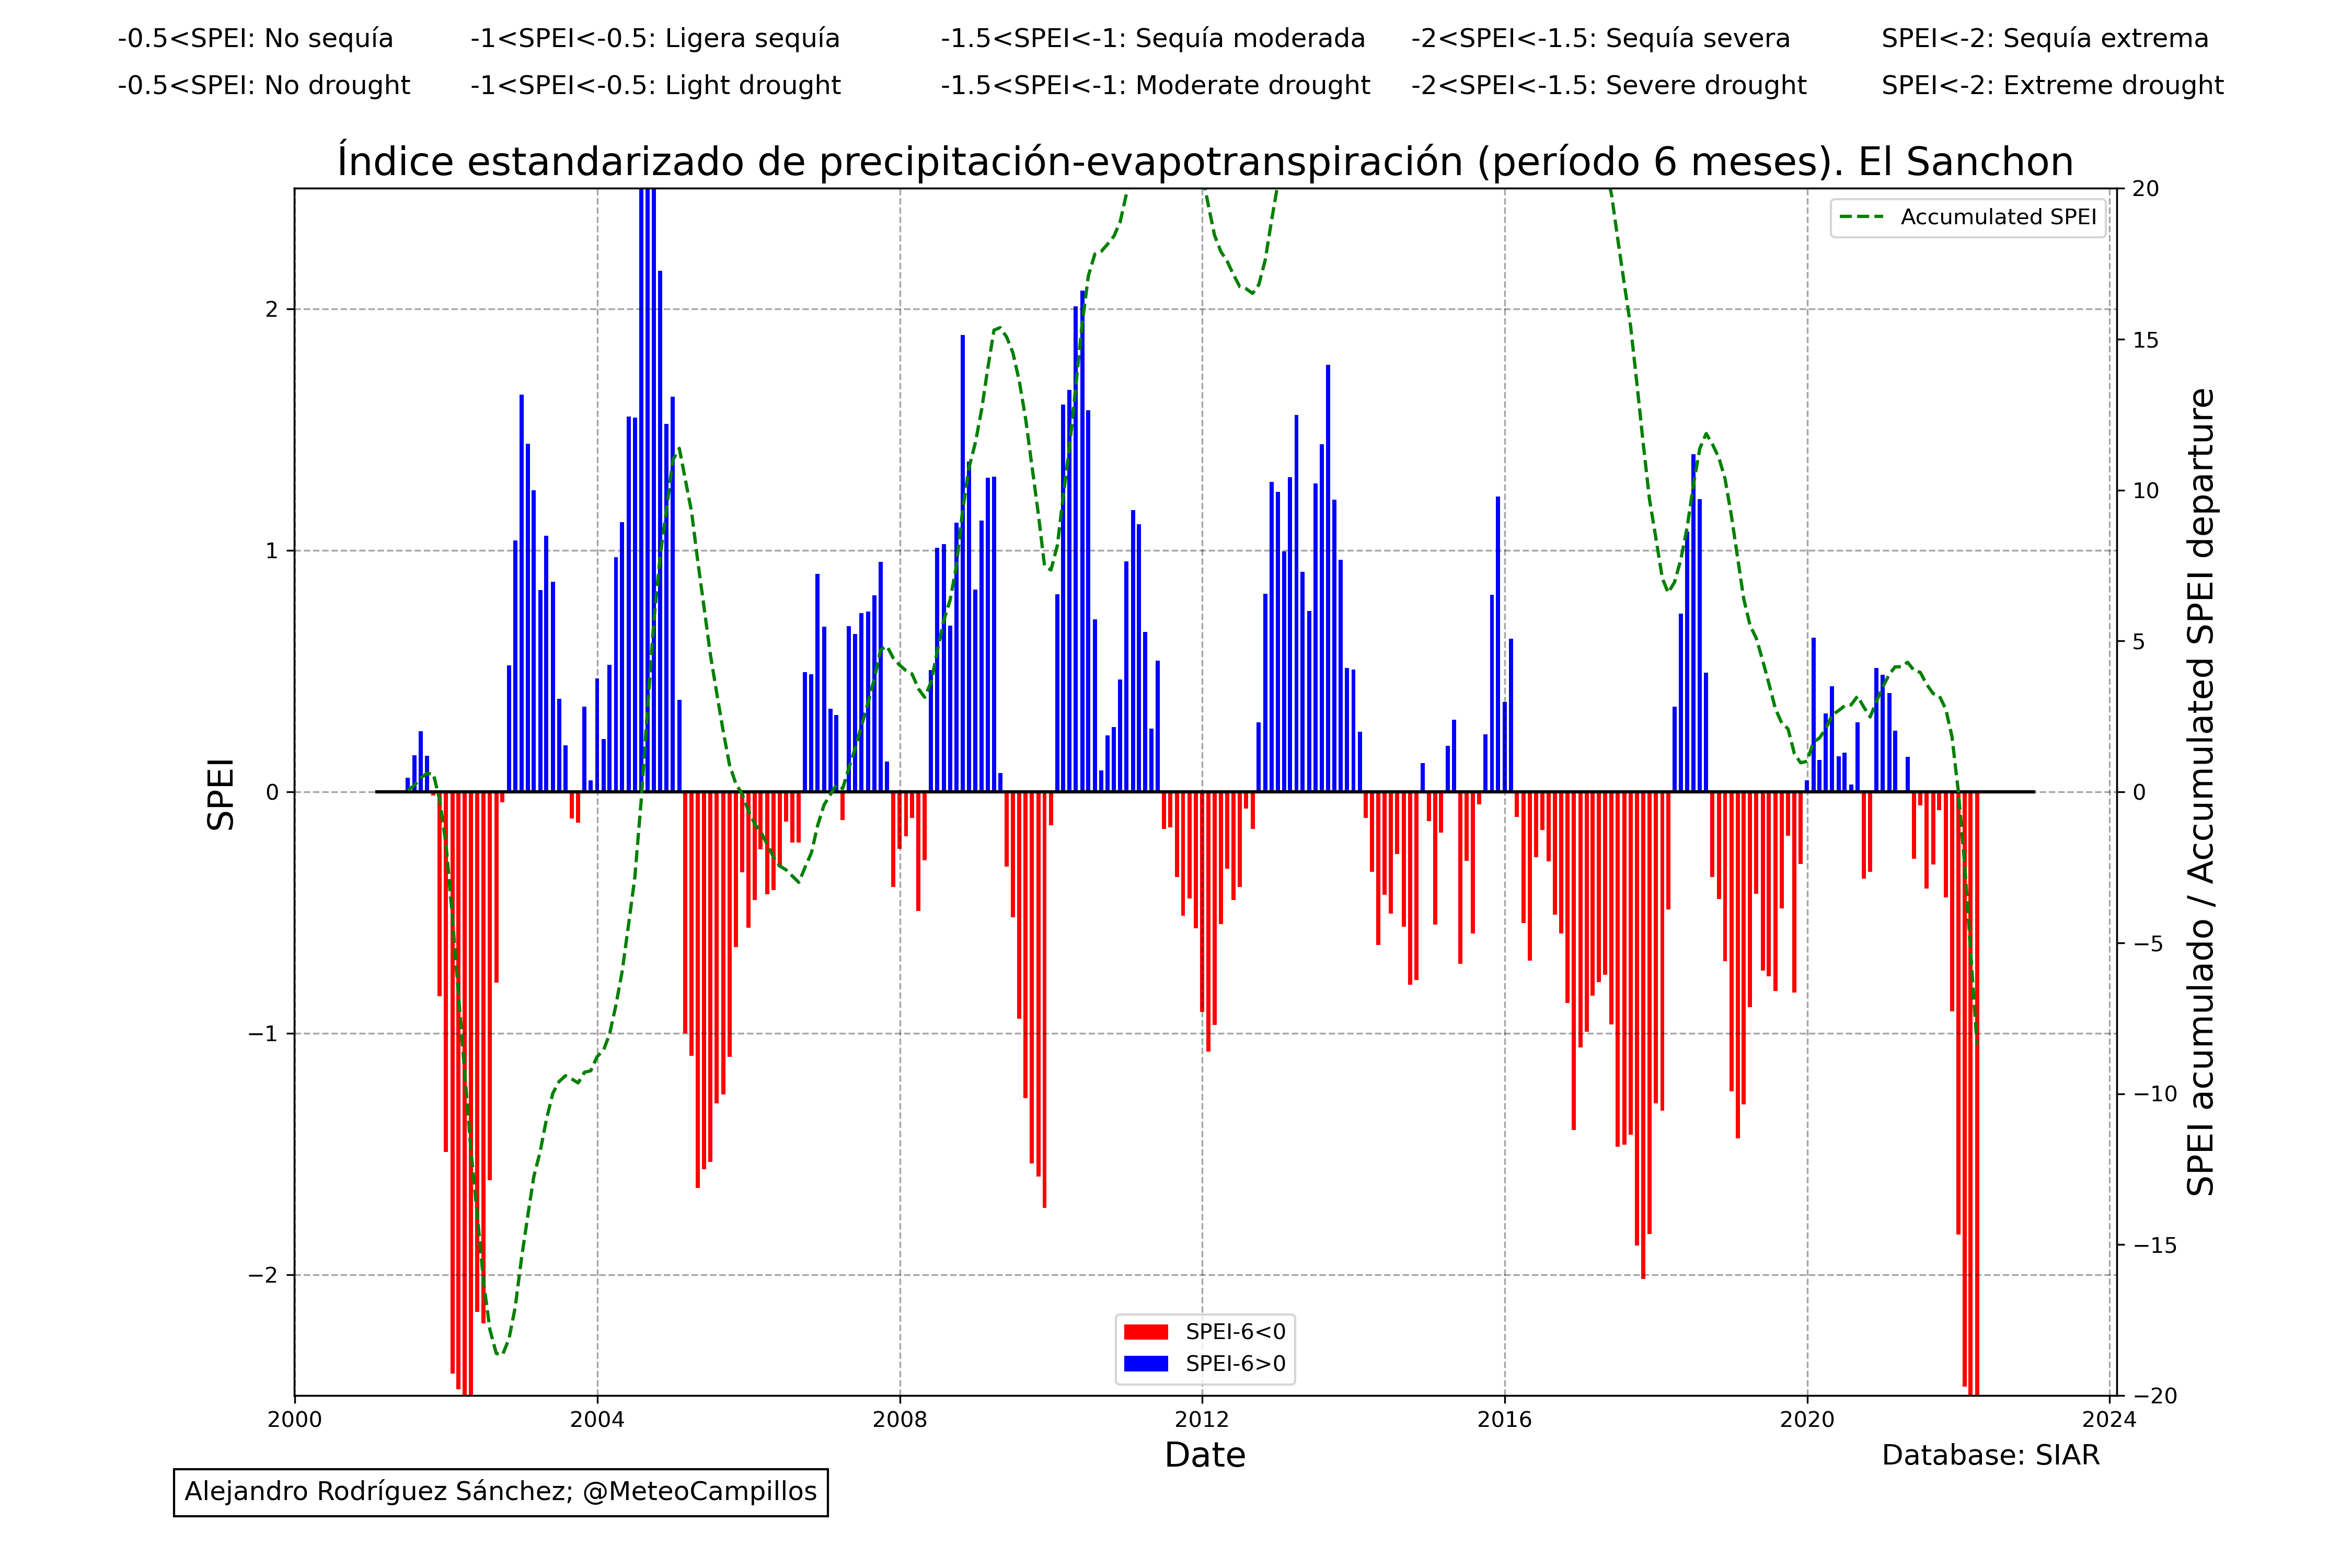 -0.5<SPEI: No sequía -1<SPEI<-0.5: Ligera sequía -1.5<SPEI<-1: Sequía moderada -2<SPEI<-1.5: Sequía severa SPEI<-2: Sequía extrema
-0.5<SPEI: No drought -1<SPEI<-0.5: Light drought -1.5<SPEI<-1: Moderate drought -2<SPEI<-1.5: Severe drought SPEI<-2: Extreme drought
Índice estandarizado de precipitación-evapotranspiración (período 6 meses). El Sanchon
Accumulated SPEI
2
1
0
−1
−2
SPEI
20
15
10
5
0
−5
−10
−15
−20
SPEI acumulado / Accumulated SPEI departure
SPEI-6<0
SPEI-6>0
2000 2004 2008 2012 2016 2020 2024
Date
Database: SIAR
Alejandro Rodríguez Sánchez; @MeteoCampillos